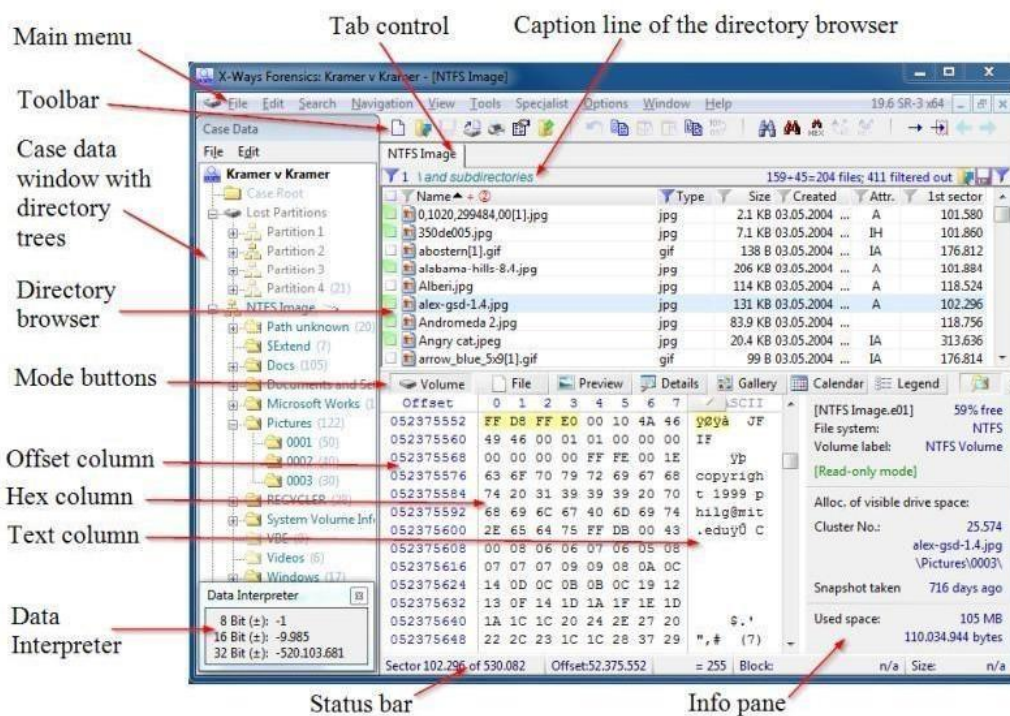 Main menu
Tab control
Caption line of the directory browser
Toolbar
Case data
window with
directory
trees
Directory
browser
Mode buttons
Offset column
Hex column
Text column
Data
Interpreter
Status bar
Info pane
X-Ways Forensics: Kramer v Kramer - [NTFS Image]
File Edit Search Navigation View Tools Specialist Options Window Help 19.6 SR-3 x64
Case Data
File Edit
Kramer v Kramer
Case Root
Lost Partitions
Partition 1
Partition 2
Partition 3
Partition 4 (21)
NTFS Image
Path unknown (20)
$Extend (7)
Docs (105)
Documents and Se
Microsoft Works (1
Pictures (122)
0001 (50)
0002
0003 (30)
RECYCLER
System Volume Info
VBE
Videos (6)
Windows (17)
Data Interpreter
8 Bit (±): -1
16 Bit (±): -9.985
32 Bit (±): -520.103.681
NTFS Image
1 \ and subdirectories 159+45=204 files; 411 filtered out
Name Type Size Created Attr. 1st sector
0,1020,299484,00[1].jpg jpg 2.1 KB 03.05.2004 ... A 101.580
350de005.jpg jpg 7.1 KB 03.05.2004 ... IH 101.860
abostern[1].gif gif 138 B 03.05.2004 ... IA 176.812
alabama-hills-8.4.jpg jpg 206 KB 03.05.2004 ... A 101.884
Alberi.jpg jpg 114 KB 03.05.2004 ... A 118.524
alex-gsd-1.4.jpg jpg 131 KB 03.05.2004 ... A 102.296
Andromeda 2.jpg jpg 83.9 KB 03.05.2004 ... 118.756
Angry cat.jpeg jpg 20.4 KB 03.05.2004 ... IA 313.636
arrow_blue_5x9[1].gif gif 99 B 03.05.2004 ... IA 176.814
Volume File Preview Details Gallery Calendar Legend
Offset 0 1 2 3 4 5 6 7 ASCII
052375552 FF D8 FF E0 00 10 4A 46 ÿØÿà JF
052375560 49 46 00 01 01 00 00 00 IF
052375568 00 00 00 00 FF FE 00 1E ÿþ
052375576 63 6F 70 79 72 69 67 68 copyrigh
052375584 74 20 31 39 39 39 20 70 t 1999 p
052375592 68 69 6C 67 40 6D 69 74 hilg@mit
052375600 2E 65 64 75 FF DB 00 43 .eduÿÛ C
052375608 00 08 06 06 07 06 05 08
052375616 07 07 07 09 09 08 0A 0C
052375624 14 0D 0C 0B 0B 0C 19 12
052375632 13 0F 14 1D 1A 1F 1E 1D
052375640 1A 1C 1C 20 24 2E 27 20 $.'
052375648 22 2C 23 1C 1C 28 37 29 ",# (7)
[NTFS Image.e01] 59% free
File system: NTFS
Volume label: NTFS Volume
[Read-only mode]
Alloc. of visible drive space:
Cluster No.: 25.574
alex-gsd-1.4.jpg
\Pictures\0003\
Snapshot taken 716 days ago
Used space: 105 MB
110.034.944 bytes
Sector 102.296 of 530.082 Offset: 52.375.552 = 255 Block: n/a Size: n/a